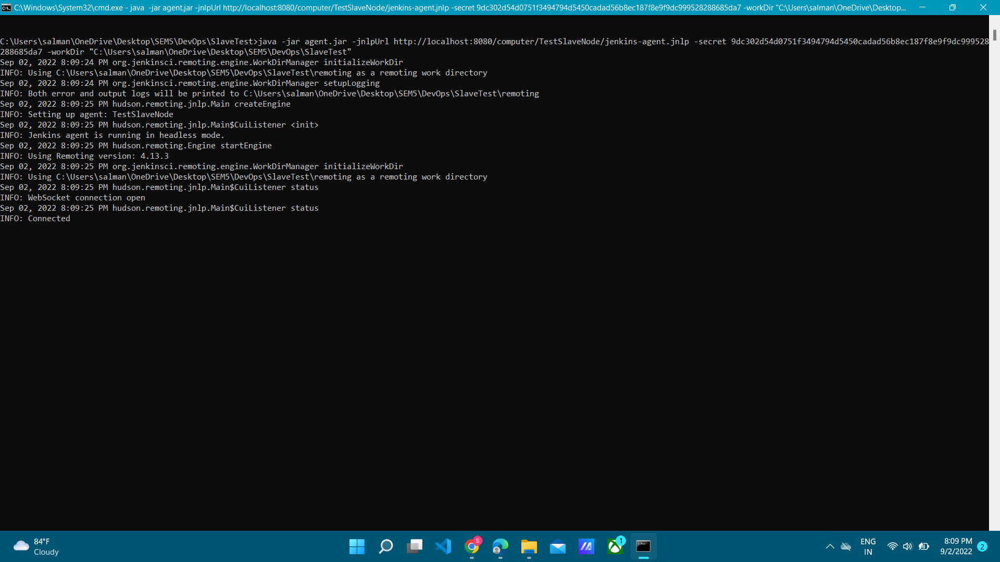 C:\Windows\System32\cmd.exe - java  -jar agent.jar -jnlpUrl http://localhost:8080/computer/TestSlaveNode/jenkins-agent.jnlp -secret 9dc302d54d0751f3494794d5450cadad56b8ec187f8e9f9dc999528288685da7 -workDir "C:\Users\salman\OneDrive\Desktop...
C:\Users\salman\OneDrive\Desktop\SEM5\DevOps\SlaveTest>java -jar agent.jar -jnlpUrl http://localhost:8080/computer/TestSlaveNode/jenkins-agent.jnlp -secret 9dc302d54d0751f3494794d5450cadad56b8ec187f8e9f9dc999528
288685da7 -workDir "C:\Users\salman\OneDrive\Desktop\SEM5\DevOps\SlaveTest"
Sep 02, 2022 8:09:24 PM org.jenkinsci.remoting.engine.WorkDirManager initializeWorkDir
INFO: Using C:\Users\salman\OneDrive\Desktop\SEM5\DevOps\SlaveTest\remoting as a remoting work directory
Sep 02, 2022 8:09:24 PM org.jenkinsci.remoting.engine.WorkDirManager setupLogging
INFO: Both error and output logs will be printed to C:\Users\salman\OneDrive\Desktop\SEM5\DevOps\SlaveTest\remoting
Sep 02, 2022 8:09:25 PM hudson.remoting.jnlp.Main createEngine
INFO: Setting up agent: TestSlaveNode
Sep 02, 2022 8:09:25 PM hudson.remoting.jnlp.Main$CuiListener <init>
INFO: Jenkins agent is running in headless mode.
Sep 02, 2022 8:09:25 PM hudson.remoting.Engine startEngine
INFO: Using Remoting version: 4.13.3
Sep 02, 2022 8:09:25 PM org.jenkinsci.remoting.engine.WorkDirManager initializeWorkDir
INFO: Using C:\Users\salman\OneDrive\Desktop\SEM5\DevOps\SlaveTest\remoting as a remoting work directory
Sep 02, 2022 8:09:25 PM hudson.remoting.jnlp.Main$CuiListener status
INFO: WebSocket connection open
Sep 02, 2022 8:09:25 PM hudson.remoting.jnlp.Main$CuiListener status
INFO: Connected
84°F
Cloudy
S
1
ENG
IN
8:09 PM
9/2/2022
2